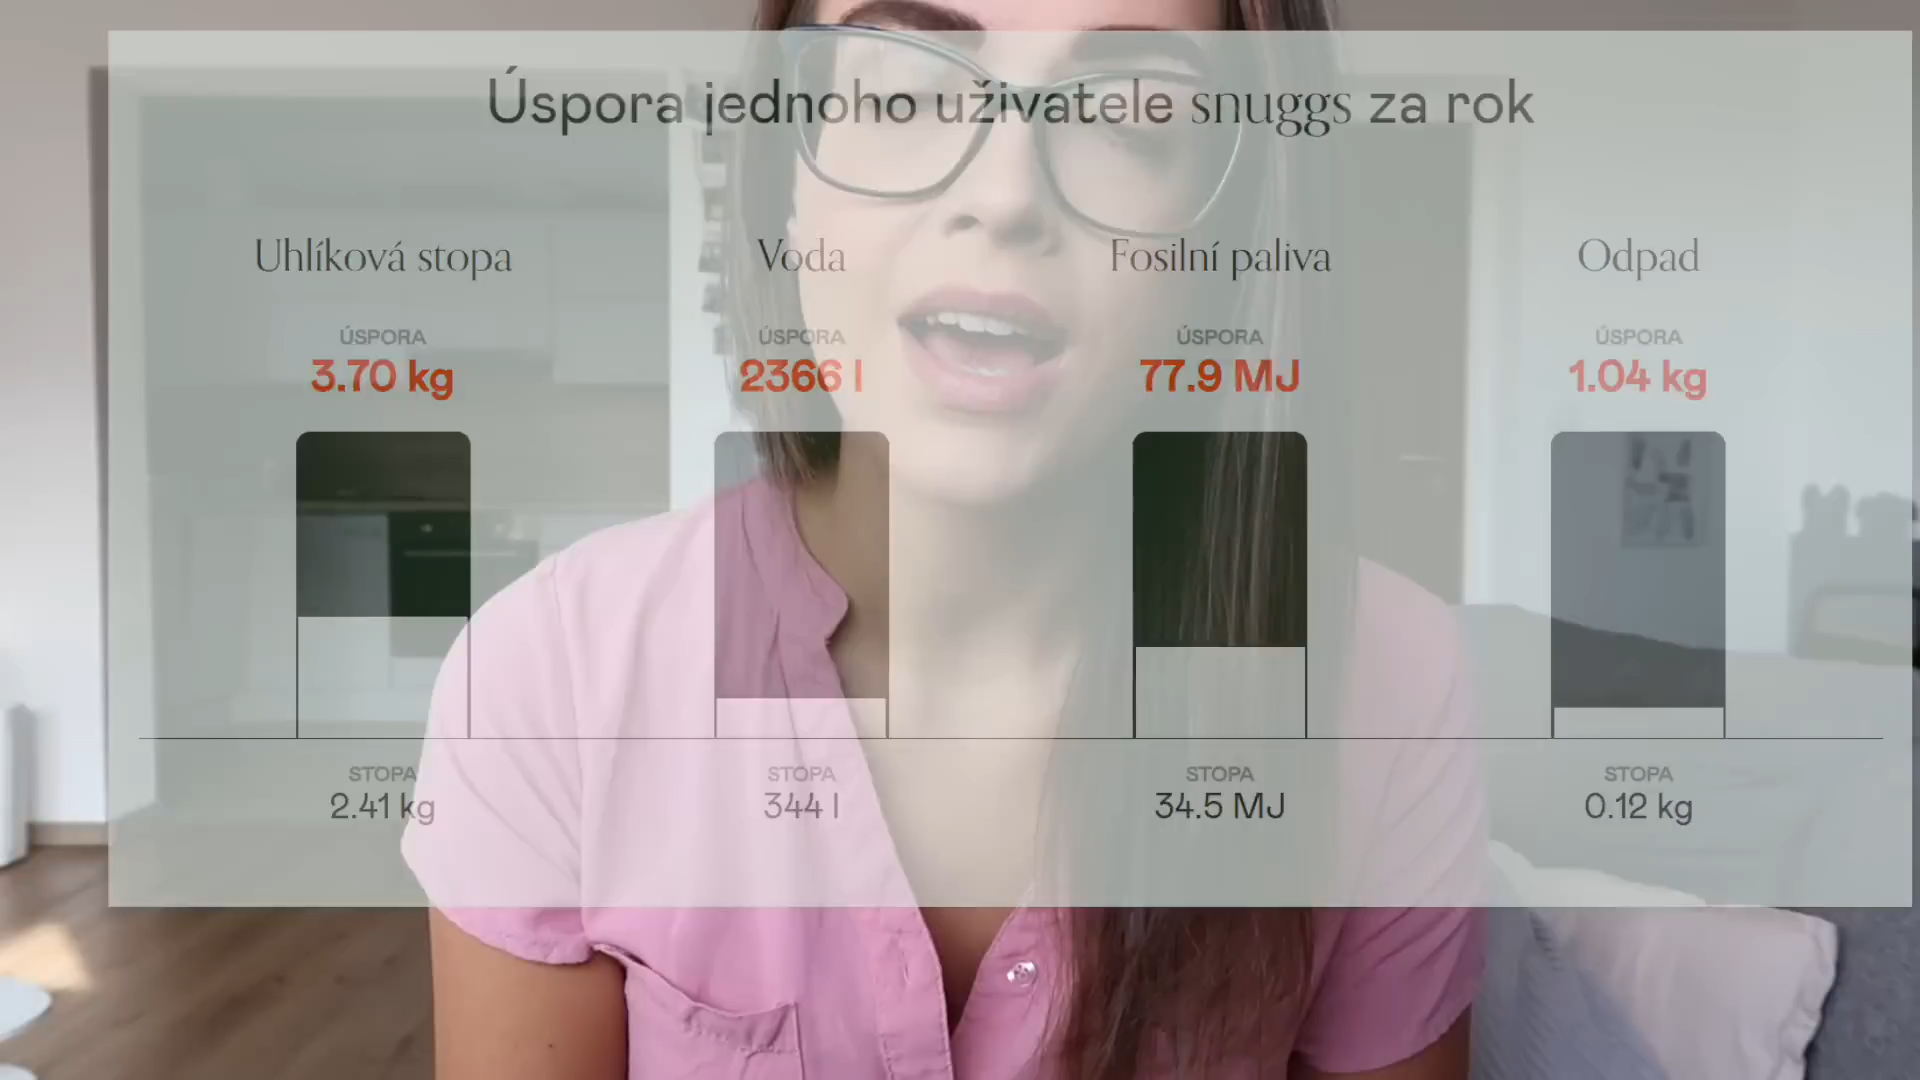 Úspora jednoho uživatele snuggs za rok
Uhlíková stopa
ÚSPORA
3.70 kg
STOPA
2.41 kg
Voda
ÚSPORA
2366 l
STOPA
344 l
Fosilní paliva
ÚSPORA
77.9 MJ
STOPA
34.5 MJ
Odpad
ÚSPORA
1.04 kg
STOPA
0.12 kg